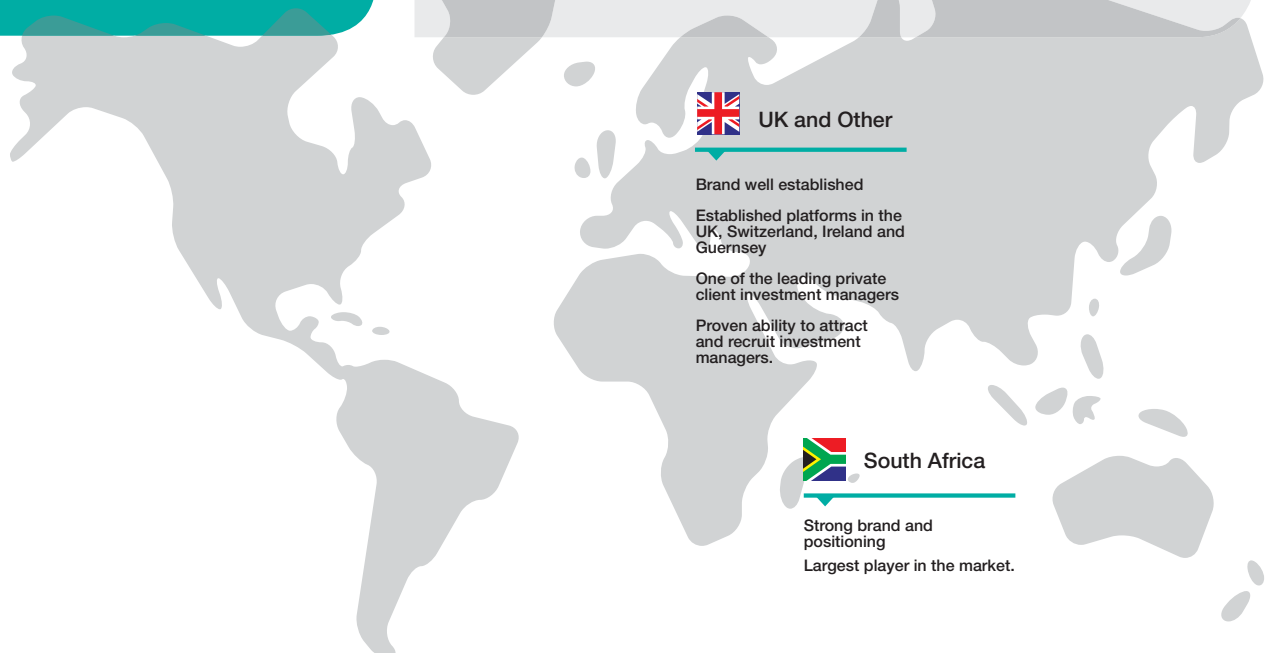 UK and Other
Brand well established
Established platforms in the
UK, Switzerland, Ireland and
Guernsey
One of the leading private
client investment managers
Proven ability to attract
and recruit investment
managers.
South Africa
Strong brand and
positioning
Largest player in the market.